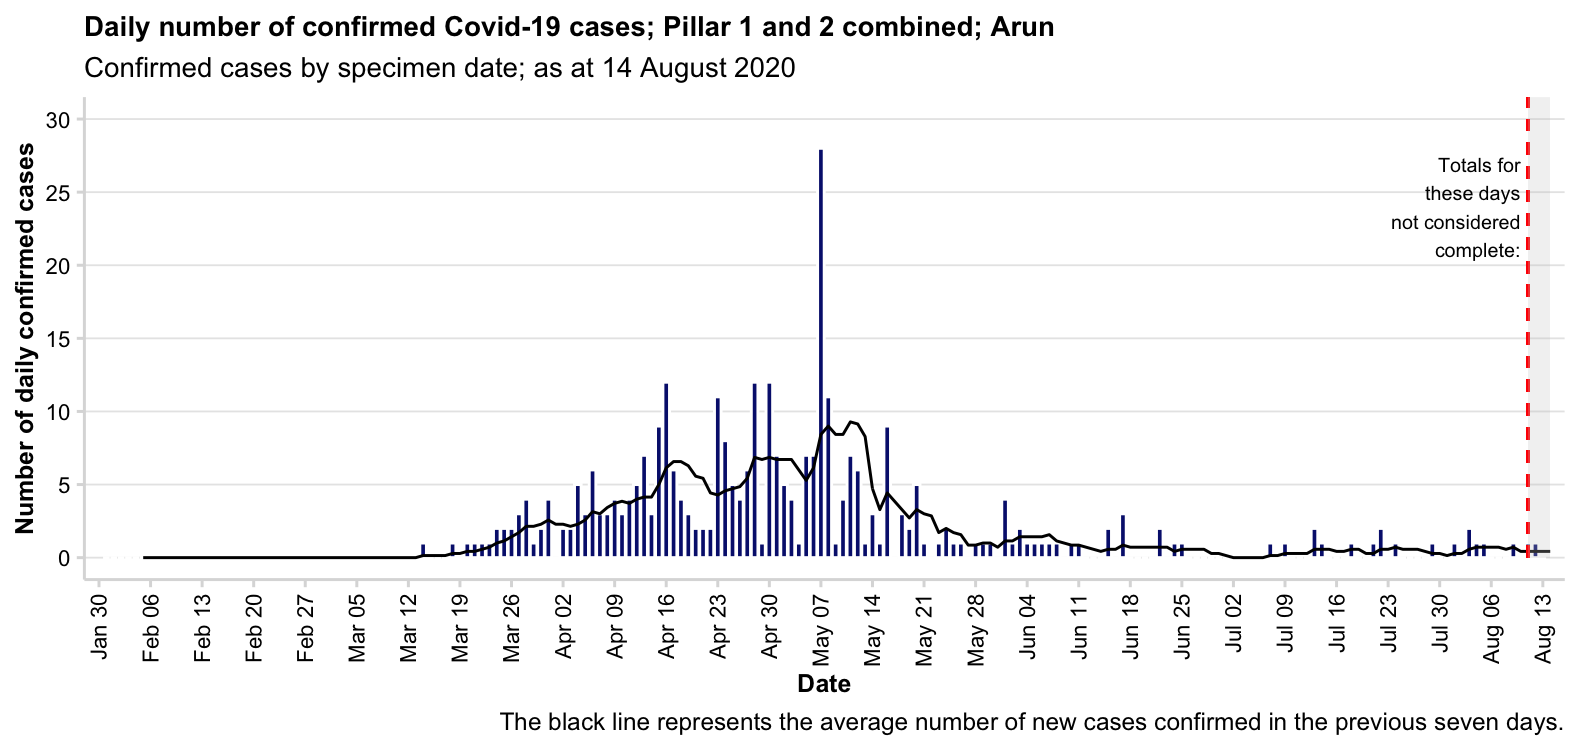 Daily number of confirmed Covid-19 cases; Pillar 1 and 2 combined; Arun
Confirmed cases by specimen date; as at 14 August 2020
Number of daily confirmed cases
30
25
20
15
10
5
0
Totals for
these days
not considered
complete:
Jan 30
Feb 06
Feb 13
Feb 20
Feb 27
Mar 05
Mar 12
Mar 19
Mar 26
Apr 02
Apr 09
Apr 16
Apr 23
Apr 30
May 07
May 14
May 21
May 28
Jun 04
Jun 11
Jun 18
Jun 25
Jul 02
Jul 09
Jul 16
Jul 23
Jul 30
Aug 06
Aug 13
Date
The black line represents the average number of new cases confirmed in the previous seven days.